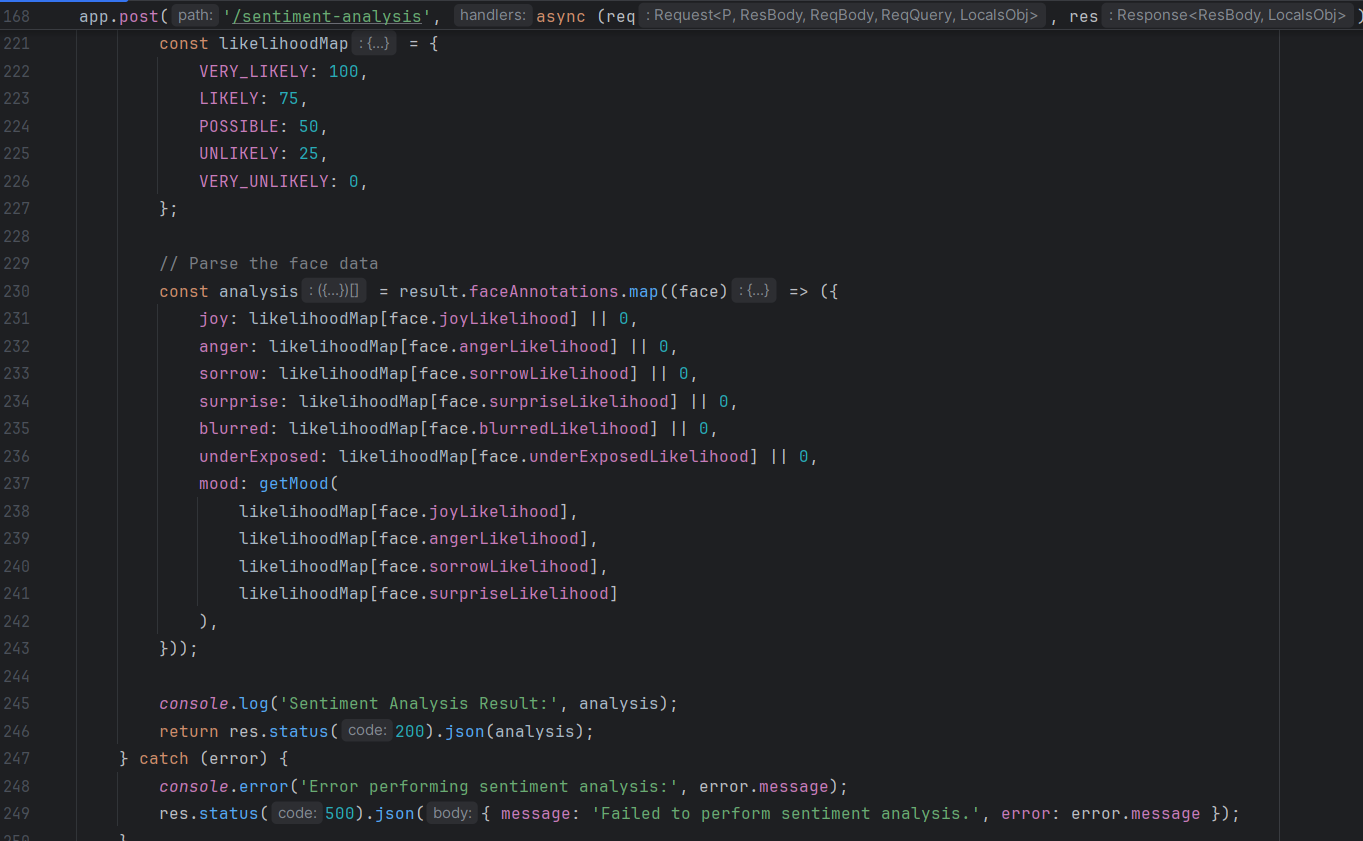 168 app.post( path: '/sentiment-analysis', handlers: async (req : Request<P, ResBody, ReqBody, ReqQuery, LocalsObj> , res : Response<ResBody, LocalsObj> )
221 const likelihoodMap : {...} = {
222 VERY_LIKELY: 100,
223 LIKELY: 75,
224 POSSIBLE: 50,
225 UNLIKELY: 25,
226 VERY_UNLIKELY: 0,
227 };
228
229 // Parse the face data
230 const analysis : ({...})[] = result.faceAnnotations.map((face) : {...} => ({
231 joy: likelihoodMap[face.joyLikelihood] || 0,
232 anger: likelihoodMap[face.angerLikelihood] || 0,
233 sorrow: likelihoodMap[face.sorrowLikelihood] || 0,
234 surprise: likelihoodMap[face.surpriseLikelihood] || 0,
235 blurred: likelihoodMap[face.blurredLikelihood] || 0,
236 underExposed: likelihoodMap[face.underExposedLikelihood] || 0,
237 mood: getMood(
238 likelihoodMap[face.joyLikelihood],
239 likelihoodMap[face.angerLikelihood],
240 likelihoodMap[face.sorrowLikelihood],
241 likelihoodMap[face.surpriseLikelihood]
242 ),
243 }));
244
245 console.log('Sentiment Analysis Result:', analysis);
246 return res.status( code: 200).json(analysis);
247 } catch (error) {
248 console.error('Error performing sentiment analysis:', error.message);
249 res.status( code: 500).json( body: { message: 'Failed to perform sentiment analysis.', error: error.message });